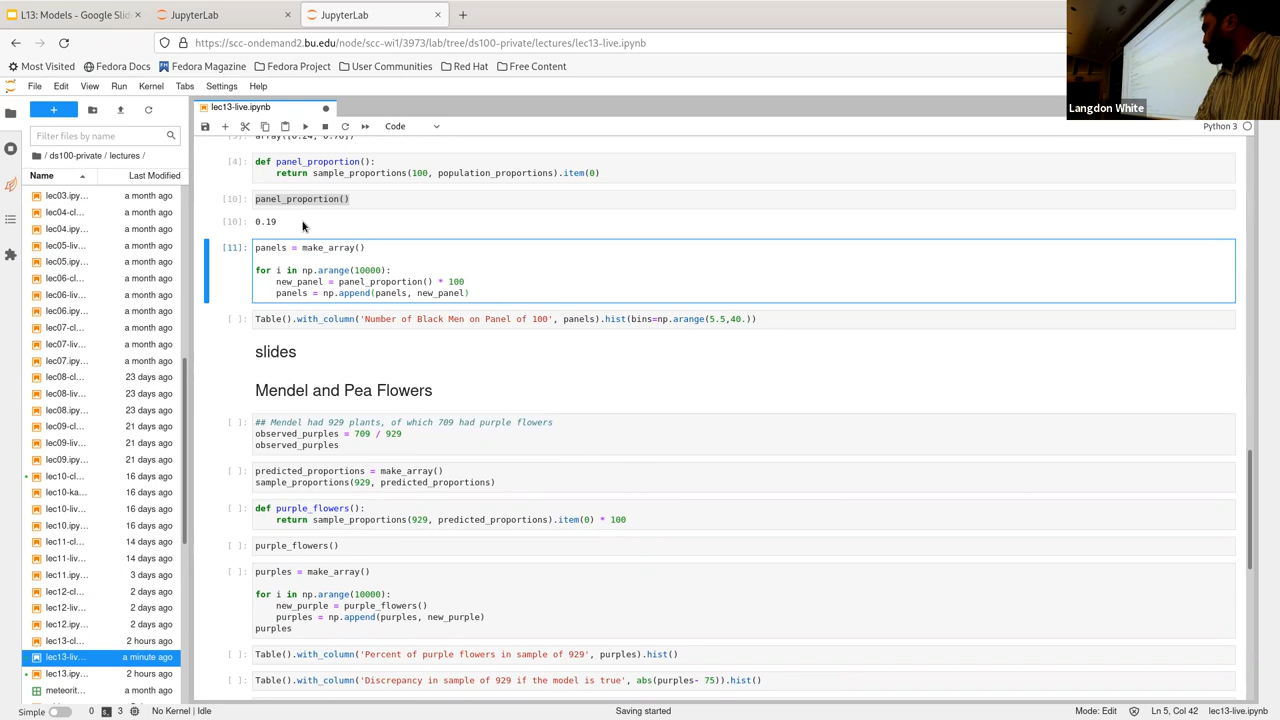 L13: Models - Google Slid
JupyterLab
JupyterLab
https://scc-ondemand2.bu.edu/node/scc-wi1/3973/lab/tree/ds100-private/lectures/lec13-live.ipynb
Most Visited
Fedora Docs
Fedora Magazine
Fedora Project
User Communities
Red Hat
Free Content
Langdon White
File Edit View Run Kernel Tabs Settings Help
lec13-live.ipynb
Code
Python 3
Filter files by name
/ ds100-private / lectures /
Name Last Modified
lec03.ipy… a month ago
lec04-cl… a month ago
lec04.ipy… a month ago
lec05-liv… a month ago
lec05.ipy… a month ago
lec06-cl… a month ago
lec06-liv… a month ago
lec06.ipy… a month ago
lec07-cl… a month ago
lec07-liv… a month ago
lec07.ipy… a month ago
lec08-cl… 23 days ago
lec08-liv… 23 days ago
lec08.ipy… 23 days ago
lec09-cl… 21 days ago
lec09-liv… 21 days ago
lec09.ipy… 21 days ago
lec10-cl… 16 days ago
lec10-ka… 16 days ago
lec10-liv… 16 days ago
lec10.ipy… 16 days ago
lec11-cl… 14 days ago
lec11-liv… 14 days ago
lec11.ipy… 3 days ago
lec12-cl… 2 days ago
lec12-liv… 2 days ago
lec12.ipy… 2 days ago
lec13-cl… 2 hours ago
lec13-liv… a minute ago
lec13.ipy… 2 hours ago
meteorit… a month ago
[4]: def panel_proportion():
return sample_proportions(100, population_proportions).item(0)
[10]: panel_proportion()
[10]: 0.19
[11]: panels = make_array()
for i in np.arange(10000):
new_panel = panel_proportion() * 100
panels = np.append(panels, new_panel)
[ ]: Table().with_column('Number of Black Men on Panel of 100', panels).hist(bins=np.arange(5.5,40.))
slides
Mendel and Pea Flowers
[ ]: ## Mendel had 929 plants, of which 709 had purple flowers
observed_purples = 709 / 929
observed_purples
[ ]: predicted_proportions = make_array()
sample_proportions(929, predicted_proportions)
[ ]: def purple_flowers():
return sample_proportions(929, predicted_proportions).item(0) * 100
[ ]: purple_flowers()
[ ]: purples = make_array()
for i in np.arange(10000):
new_purple = purple_flowers()
purples = np.append(purples, new_purple)
purples
[ ]: Table().with_column('Percent of purple flowers in sample of 929', purples).hist()
[ ]: Table().with_column('Discrepancy in sample of 929 if the model is true', abs(purples- 75)).hist()
Simple 0 3 No Kernel | Idle
Saving started
Mode: Edit Ln 5, Col 42 lec13-live.ipynb